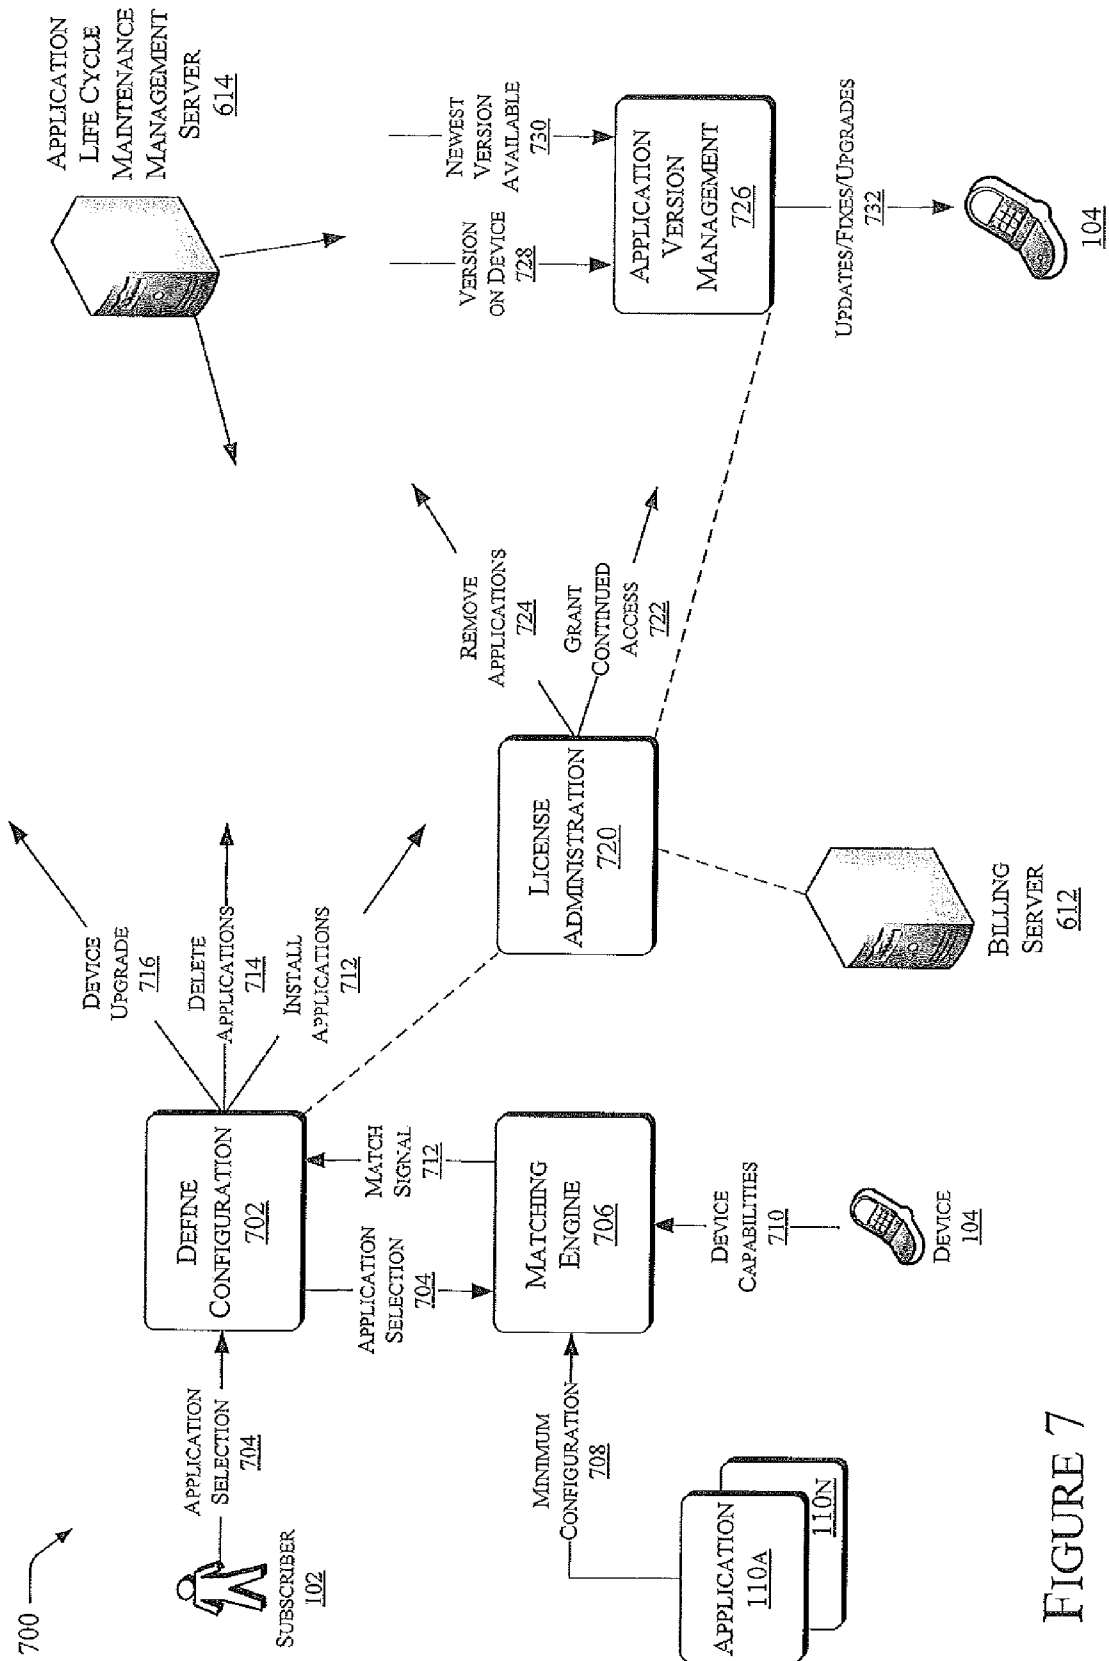 700
SUBSCRIBER
102
APPLICATION
SELECTION
704
DEFINE
CONFIGURATION
702
DEVICE
UPGRADE
716
DELETE
APPLICATIONS
714
INSTALL
APPLICATIONS
712
APPLICATION
SELECTION
704
MATCH
SIGNAL
712
MINIMUM
CONFIGURATION
708
MATCHING
ENGINE
706
APPLICATION
110A
110N
DEVICE
CAPABILITIES
710
DEVICE
104
LICENSE
ADMINISTRATION
720
REMOVE
APPLICATIONS
724
GRANT
CONTINUED
ACCESS
722
BILLING
SERVER
612
APPLICATION
LIFE CYCLE
MAINTENANCE
MANAGEMENT
SERVER
614
VERSION
ON DEVICE
728
NEWEST
VERSION
AVAILABLE
730
APPLICATION
VERSION
MANAGEMENT
726
UPDATES/FIXES/UPGRADES
732
104
FIGURE 7